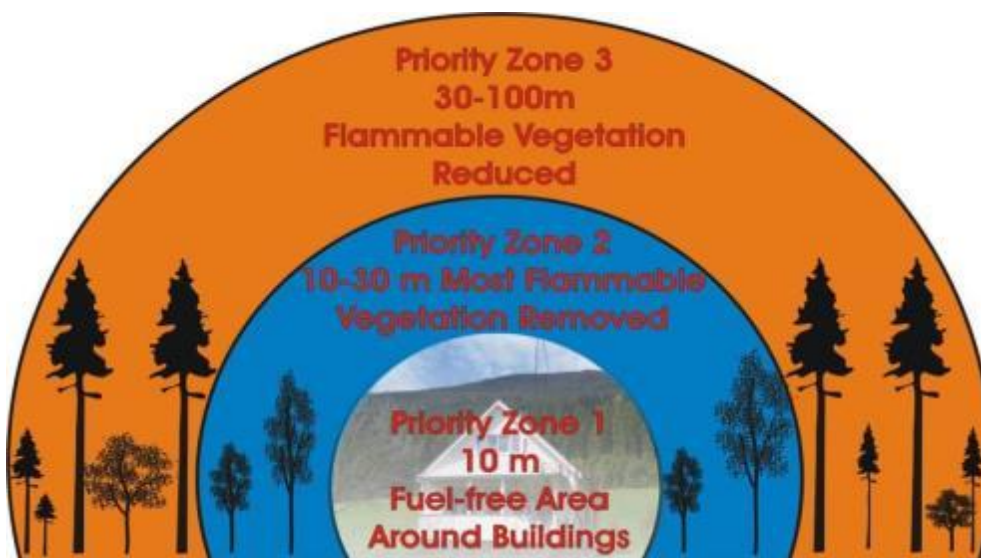 Priority Zone 3
30-100m
Flammable Vegetation
Reduced
Priority Zone 2
10-30 m Most Flammable
Vegetation Removed
Priority Zone 1
10 m
Fuel-free Area
Around Buildings